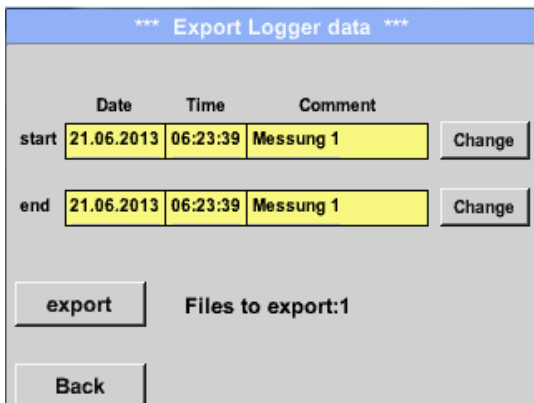 *** Export Logger data ***
Date Time Comment
start 21.06.2013 06:23:39 Messung 1 Change
end 21.06.2013 06:23:39 Messung 1 Change
export Files to export:1
Back